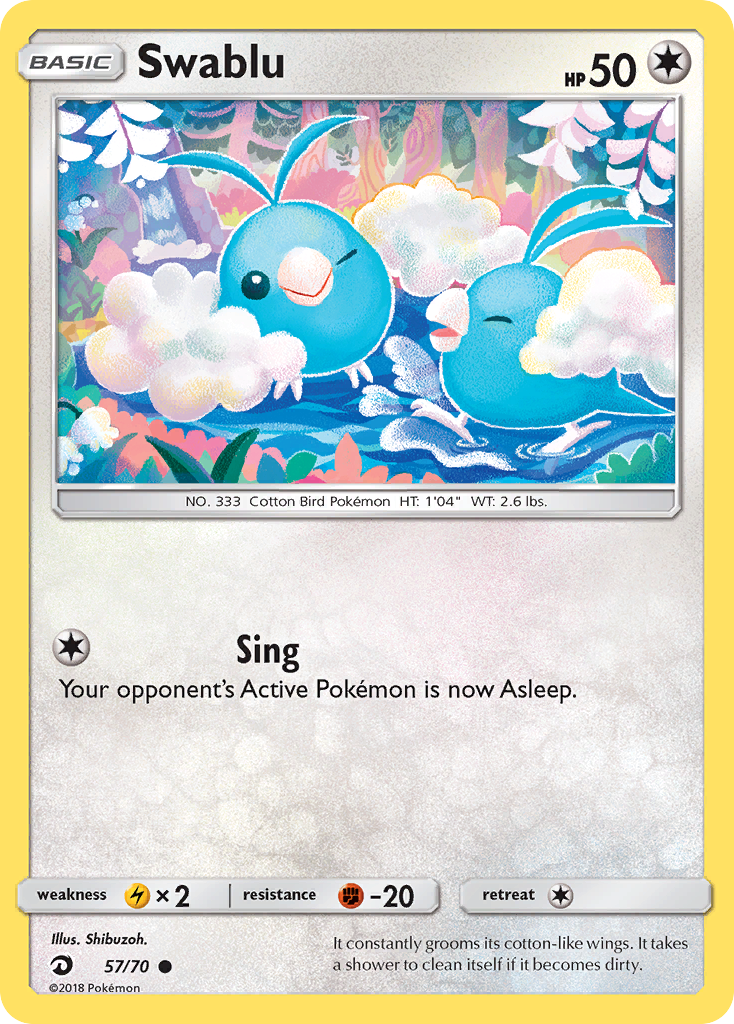 BASIC Swablu HP 50
NO. 333 Cotton Bird Pokémon HT: 1'04" WT: 2.6 lbs.
Sing
Your opponent's Active Pokémon is now Asleep.
weakness × 2 resistance -20 retreat
Illus. Shibuzoh.
57/70
©2018 Pokémon
It constantly grooms its cotton-like wings. It takes
a shower to clean itself if it becomes dirty.